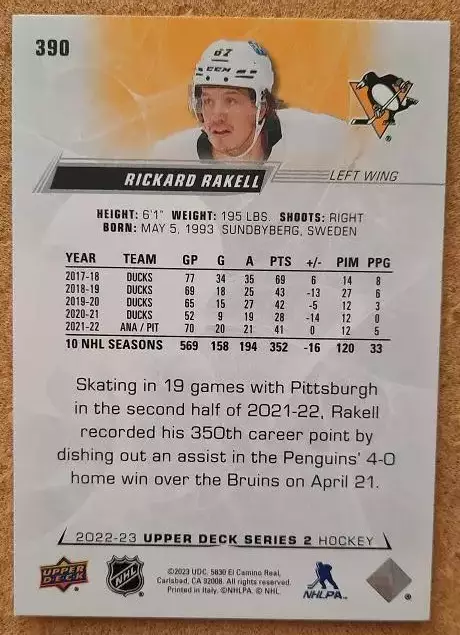 390
67
CCM
RICKARD RAKELL
LEFT WING
HEIGHT: 6'1" WEIGHT: 195 LBS. SHOOTS: RIGHT
BORN: MAY 5, 1993 SUNDBYBERG, SWEDEN
YEAR TEAM GP G A PTS +/- PIM PPG
2017-18 DUCKS 77 34 35 69 6 14 8
2018-19 DUCKS 69 18 25 43 -13 27 6
2019-20 DUCKS 65 15 27 42 -5 12 3
2020-21 DUCKS 52 9 19 28 -14 12 0
2021-22 ANA / PIT 70 20 21 41 0 12 5
10 NHL SEASONS 569 158 194 352 -16 120 33
Skating in 19 games with Pittsburgh
in the second half of 2021-22, Rakell
recorded his 350th career point by
dishing out an assist in the Penguins' 4-0
home win over the Bruins on April 21.
2022-23 UPPER DECK SERIES 2 HOCKEY
UPPER
DECK
NHL
©2023 UDC, 5830 El Camino Real,
Carlsbad, CA 92008. All rights reserved.
Printed in Italy. ©NHLPA. © NHL.
NHLPA